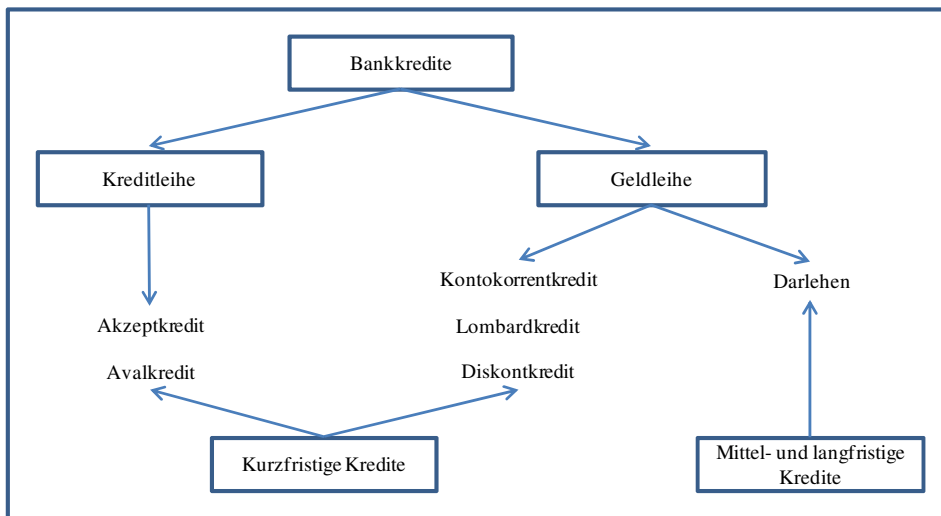 Bankkredite
Kreditleihe
Geldleihe
Kontokorrentkredit
Darlehen
Akzeptkredit
Lombardkredit
Avalkredit
Diskontkredit
Kurzfristige Kredite
Mittel- und langfristige
Kredite